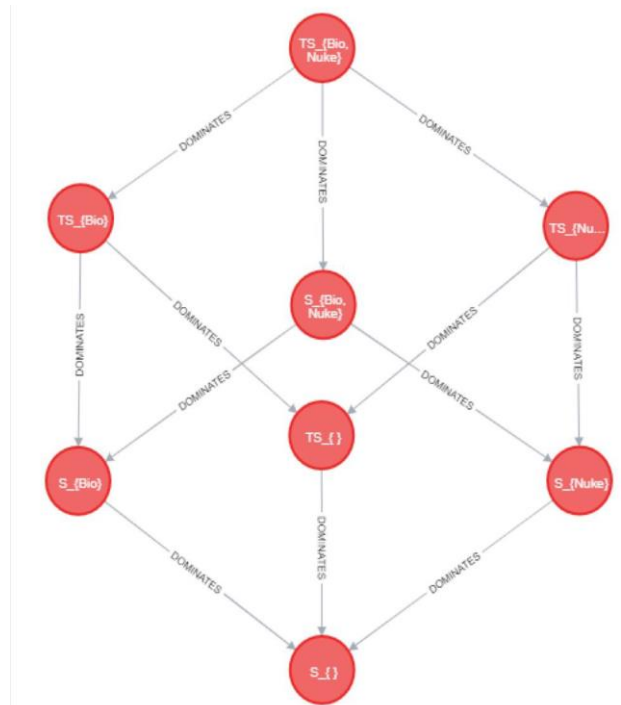 TS_{Bio,
Nuke}
DOMINATES
DOMINATES
DOMINATES
TS_{Bio}
TS_{Nu...
DOMINATES
S_{Bio,
Nuke}
DOMINATES
DOMINATES
DOMINATES
DOMINATES
DOMINATES
TS_{ }
S_{Bio}
S_{Nuke}
DOMINATES
DOMINATES
DOMINATES
S_{ }